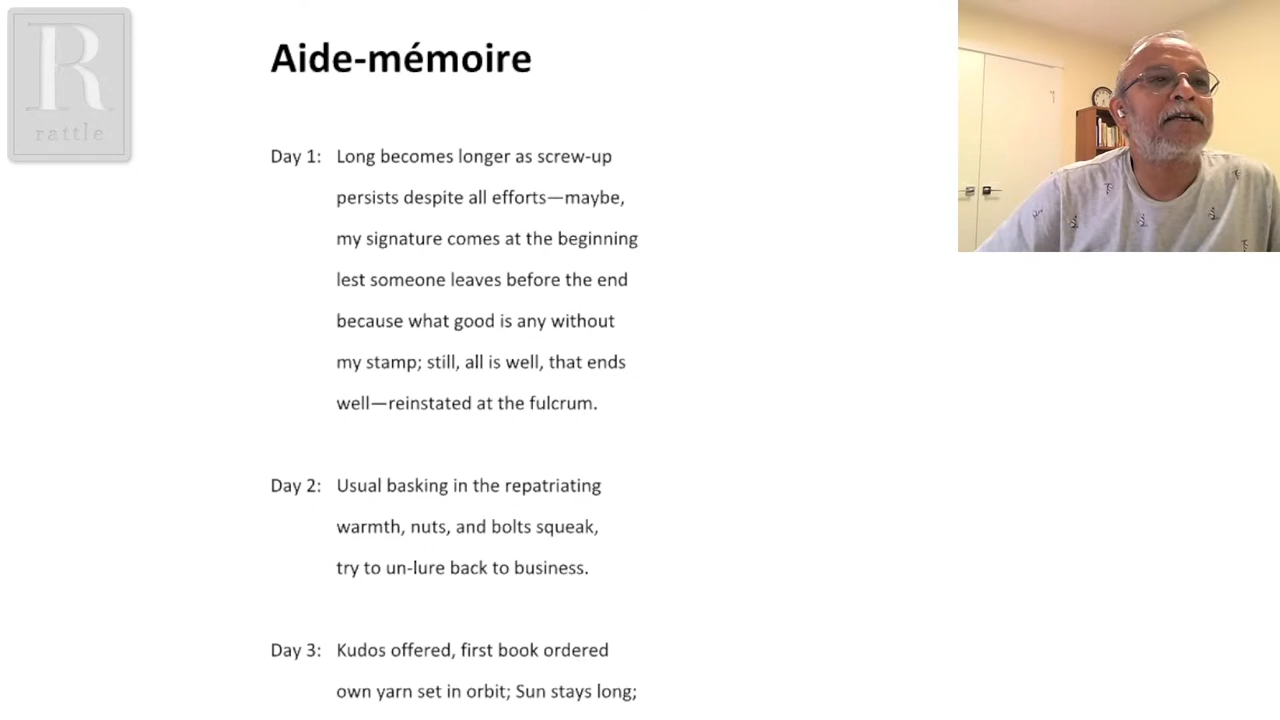 R
rattle
Aide-mémoire
Day 1: Long becomes longer as screw-up
persists despite all efforts—maybe,
my signature comes at the beginning
lest someone leaves before the end
because what good is any without
my stamp; still, all is well, that ends
well—reinstated at the fulcrum.
Day 2: Usual basking in the repatriating
warmth, nuts, and bolts squeak,
try to un-lure back to business.
Day 3: Kudos offered, first book ordered
own yarn set in orbit; Sun stays long;